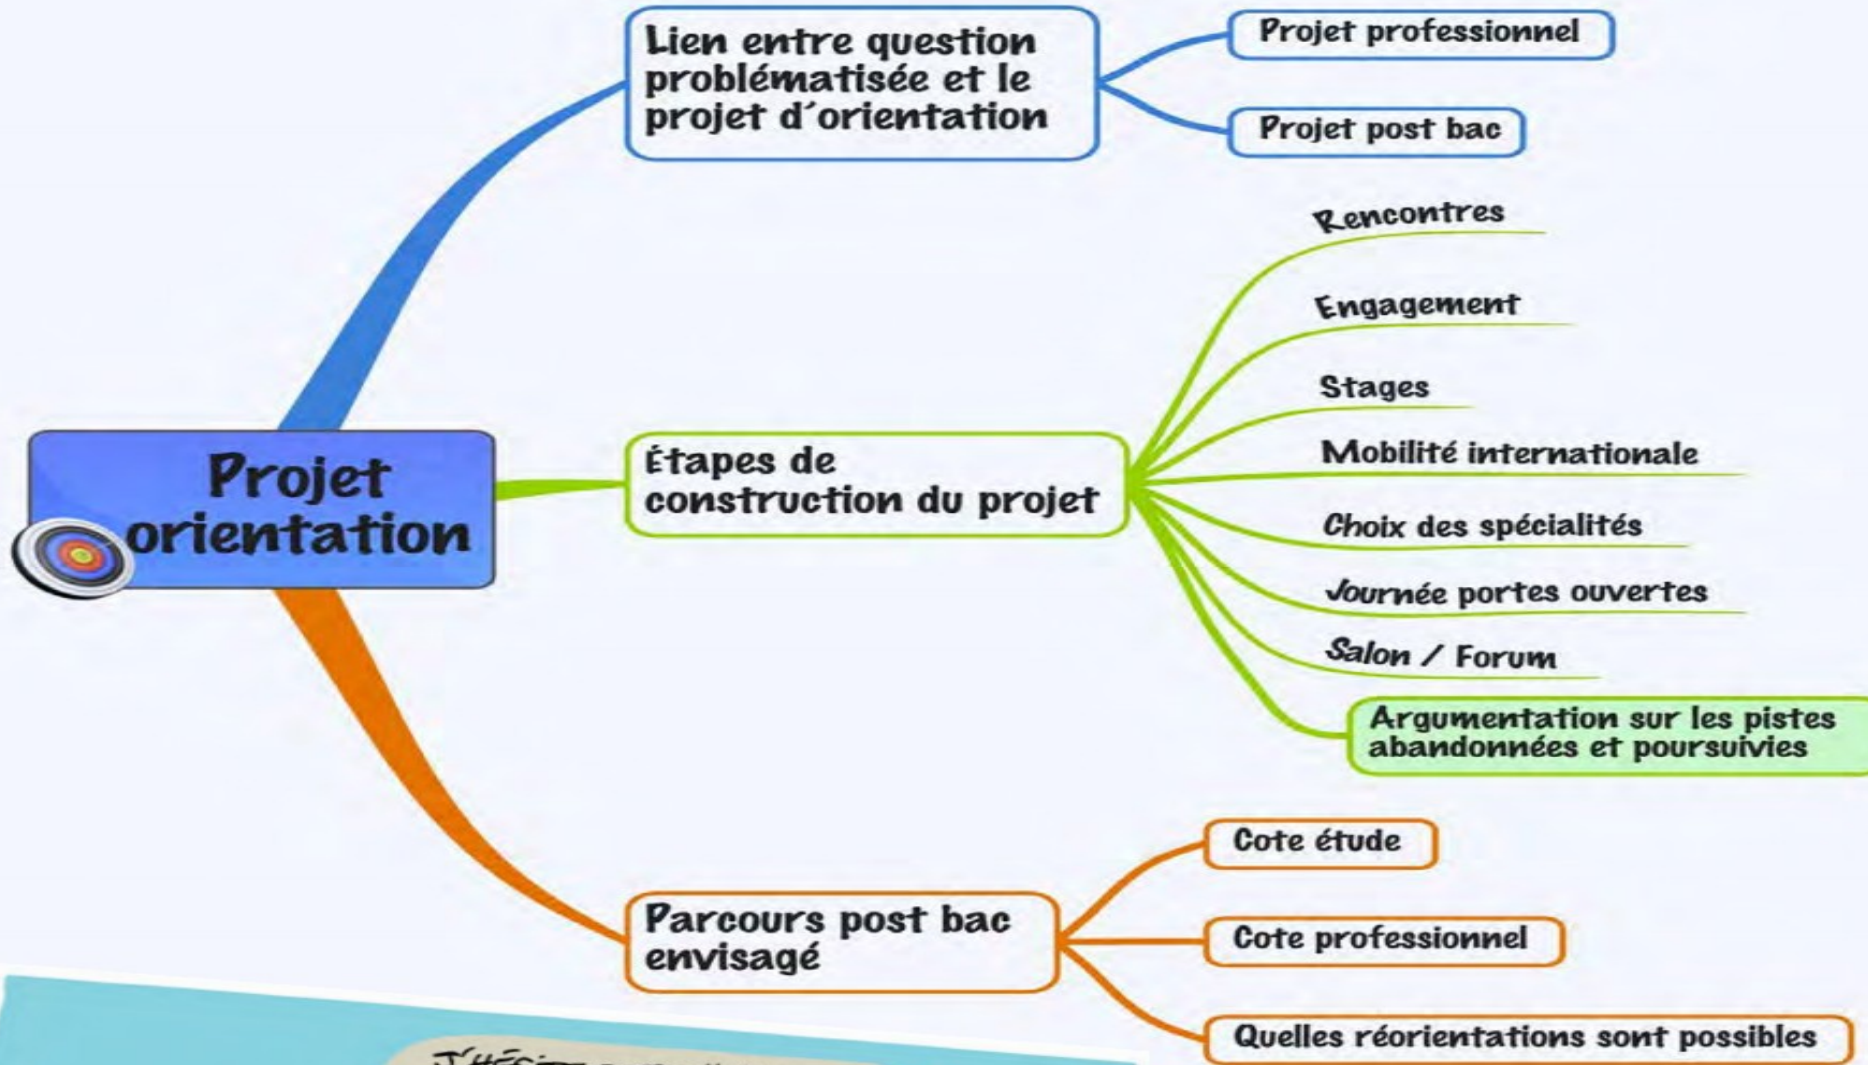 Lien entre question
problématisée et le
projet d'orientation
Projet professionnel
Projet post bac
Projet
orientation
Étapes de
construction du projet
Rencontres
Engagement
Stages
Mobilité internationale
Choix des spécialités
Journée portes ouvertes
Salon / Forum
Argumentation sur les pistes
abandonnées et poursuivies
Parcours post bac
envisagé
Cote étude
Cote professionnel
Quelles réorientations sont possibles
J'HÉSITE